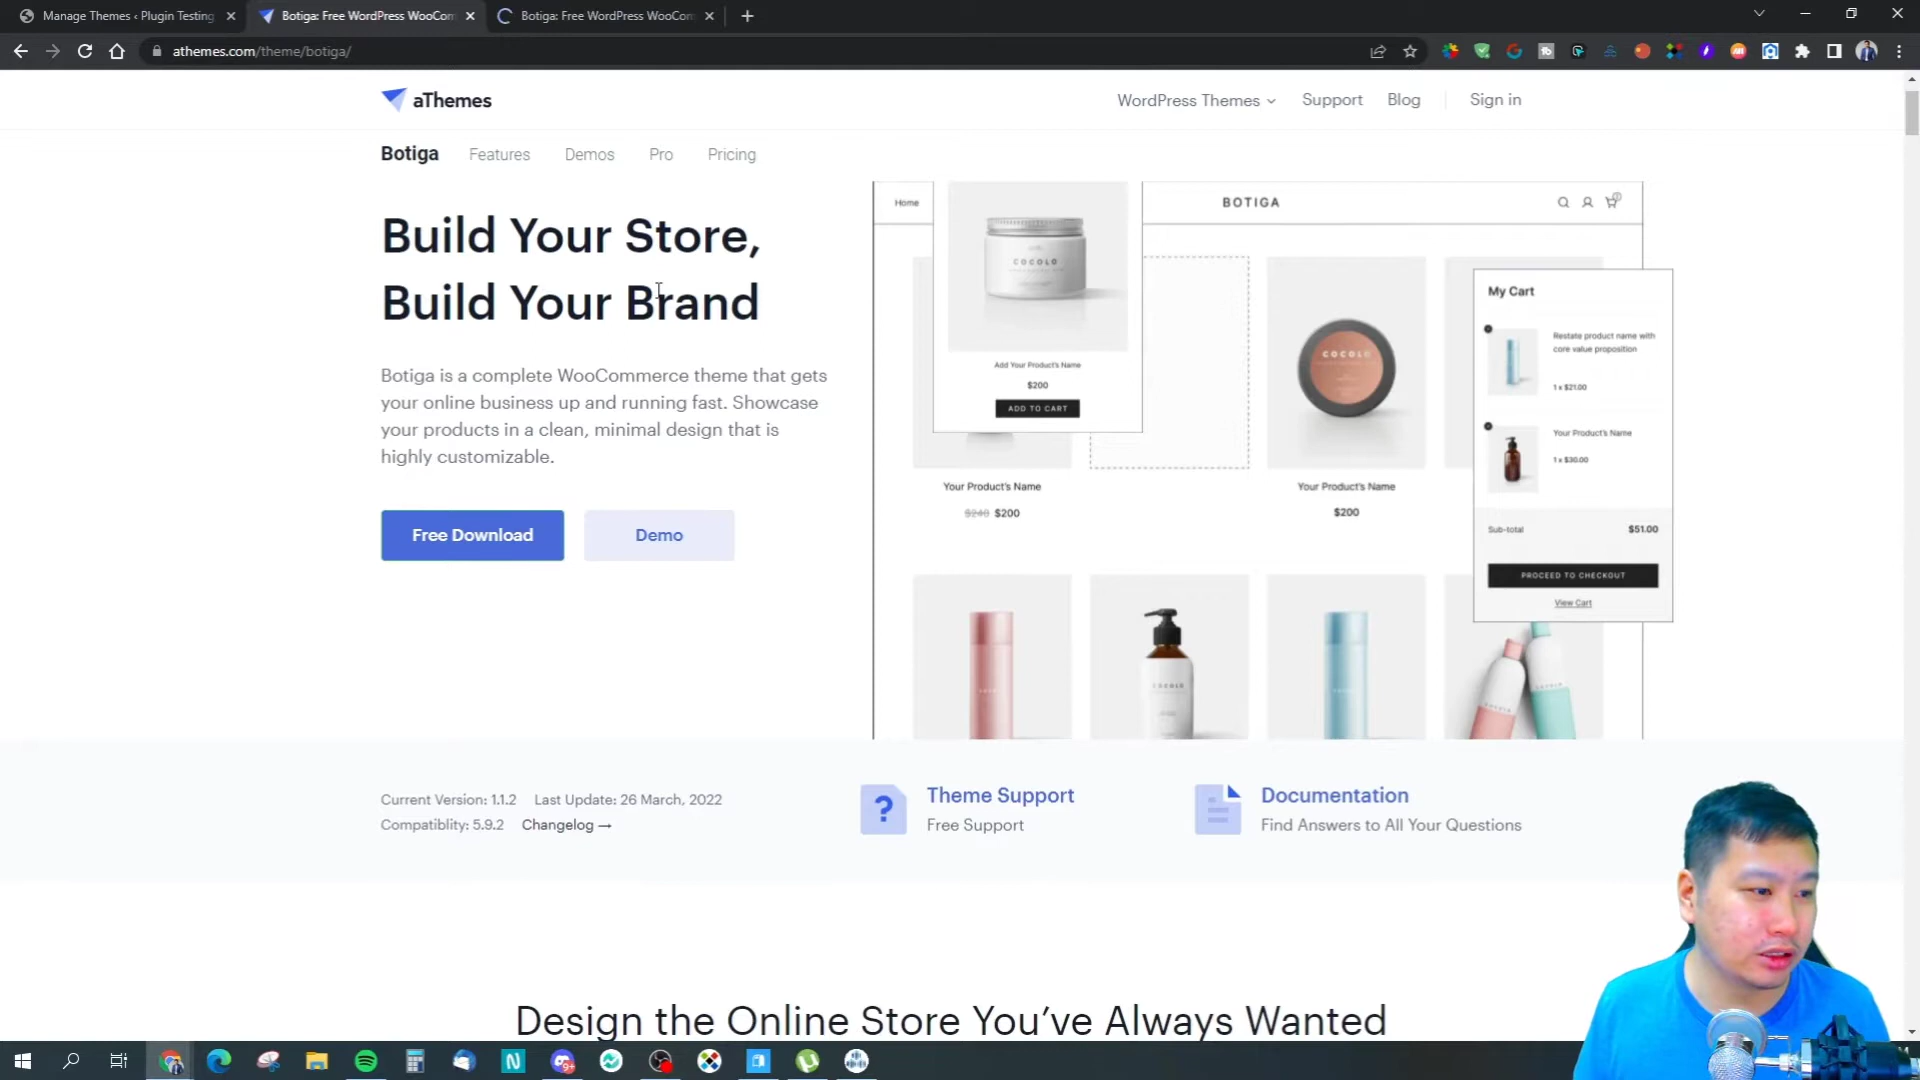 Manage Themes ‹ Plugin Testing
Botiga: Free WordPress WooCom
Botiga: Free WordPress WooCom
athemes.com/theme/botiga/
aThemes
WordPress Themes
Support
Blog
Sign in
Botiga
Features
Demos
Pro
Pricing
Build Your Store,
Build Your Brand
Botiga is a complete WooCommerce theme that gets
your online business up and running fast. Showcase
your products in a clean, minimal design that is
highly customizable.
Free Download
Demo
Home
BOTIGA
COCOLO
Add Your Product's Name
$200
ADD TO CART
Your Product's Name
$240 $200
COCOLO
Your Product's Name
$200
My Cart
Restate product name with
core value proposition
1 x $21.00
Your Product's Name
1 x $30.00
Sub-total
$51.00
PROCEED TO CHECKOUT
View Cart
COCOLO
Current Version: 1.1.2
Last Update: 26 March, 2022
Compatiblity: 5.9.2
Changelog →
Theme Support
Free Support
Documentation
Find Answers to All Your Questions
Design the Online Store You’ve Always Wanted